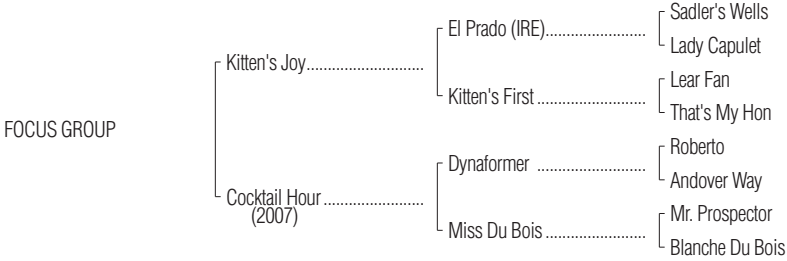 Sadler's Wells
El Prado (IRE)........................
Lady Capulet
Kitten's Joy............................
Lear Fan
Kitten's First ..........................
That's My Hon
FOCUS GROUP
Roberto
Dynaformer ..........................
Andover Way
Cocktail Hour ........................
(2007)
Mr. Prospector
Miss Du Bois ........................
Blanche Du Bois